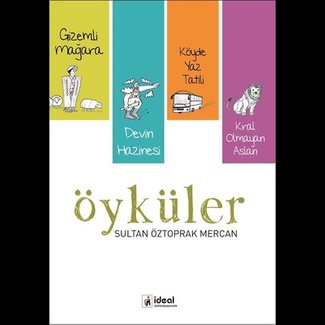 Gizemli
Mağara
Devin
Hazinesi
Köyde
Yaz
Tatili
Kral
Olmayan
Aslan
öyküler
SULTAN ÖZTOPRAK MERCAN
ideal